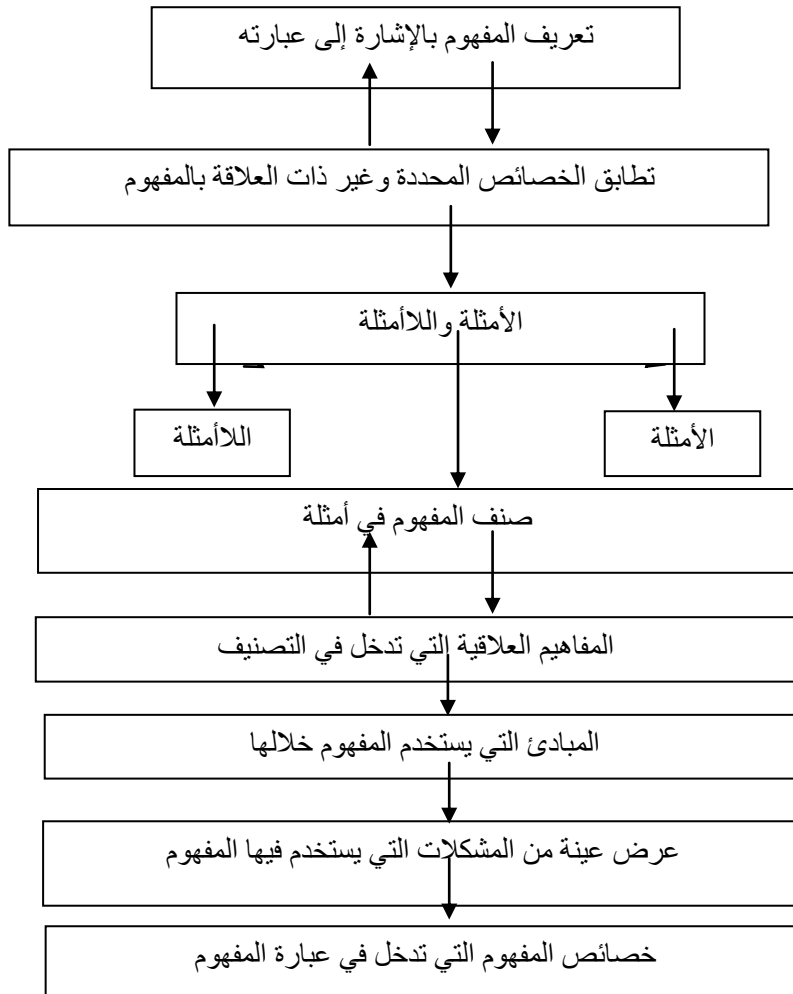 تعريف المفهوم بالإشارة إلى عبارته
تطابق الخصائص المحددة وغير ذات العلاقة بالمفهوم
الأمثلة واللاأمثلة
الأمثلة
اللاأمثلة
صنف المفهوم في أمثلة
المفاهيم العلاقية التي تدخل في التصنيف
المبادئ التي يستخدم المفهوم خلالها
عرض عينة من المشكلات التي يستخدم فيها المفهوم
خصائص المفهوم التي تدخل في عبارة المفهوم